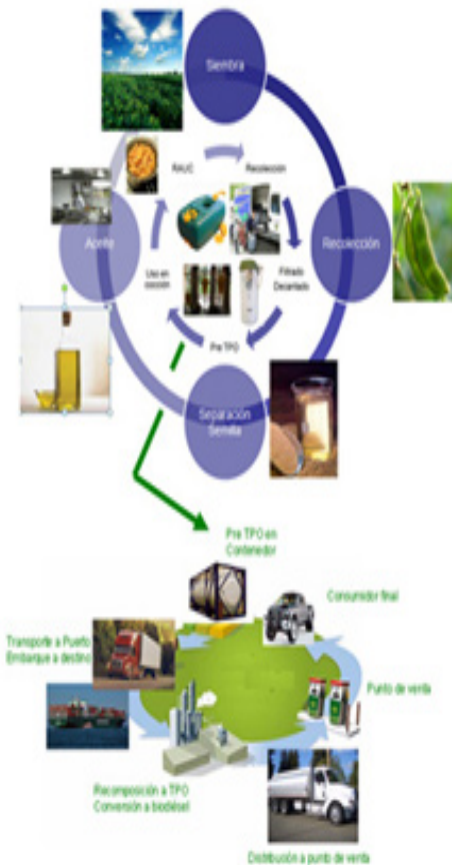 Siembra
RAUC
Recolección
Aceite
Recolección
Uso en
cocción
Filtrado
Decantado
Pre TPO
Separación
Semilla
Pre TPO en
Contenedor
Consumidor final
Transporte a Puerto
Embarque a destino
Punto de venta
Recomposición a TPO
Conversión a biodiésel
Distribución a punto de venta